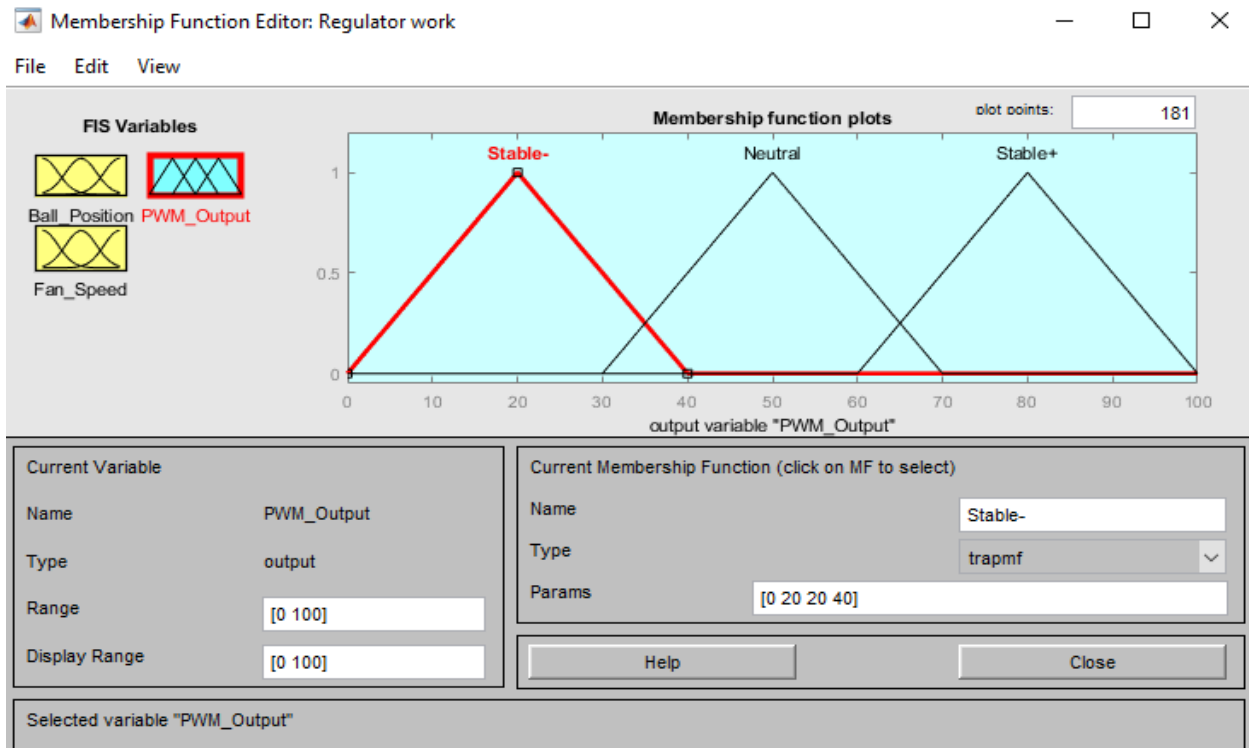 Membership Function Editor: Regulator work
File Edit View
FIS Variables
Ball_Position PWM_Output
Fan_Speed
Membership function plots
plot points: 181
Stable- Neutral Stable+
1
0.5
0
0 10 20 30 40 50 60 70 80 90 100
output variable "PWM_Output"
Current Variable
Name PWM_Output
Type output
Range [0 100]
Display Range [0 100]
Current Membership Function (click on MF to select)
Name Stable-
Type trapmf
Params [0 20 20 40]
Help Close
Selected variable "PWM_Output"